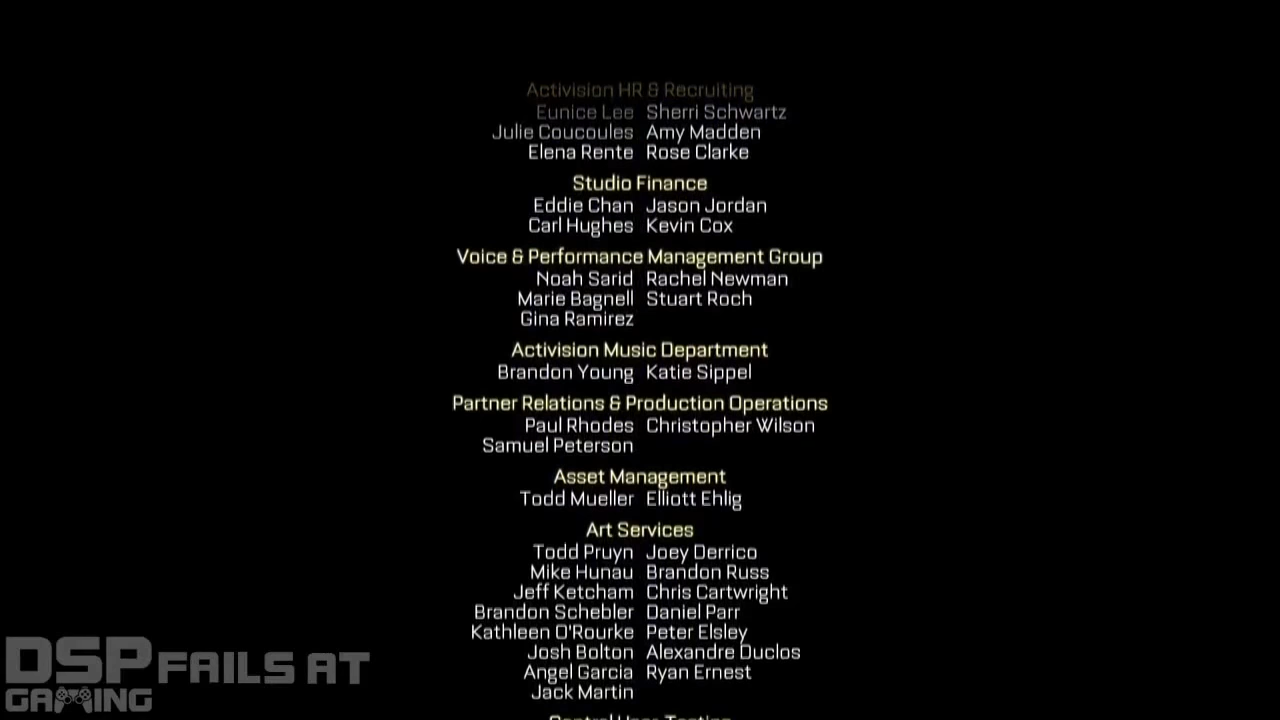 Activision HR & Recruiting
Eunice Lee Sherri Schwartz
Julie Coucoules Amy Madden
Elena Rente Rose Clarke
Studio Finance
Eddie Chan Jason Jordan
Carl Hughes Kevin Cox
Voice & Performance Management Group
Noah Sarid Rachel Newman
Marie Bagnell Stuart Roch
Gina Ramirez
Activision Music Department
Brandon Young Katie Sippel
Partner Relations & Production Operations
Paul Rhodes Christopher Wilson
Samuel Peterson
Asset Management
Todd Mueller Elliott Ehlig
Art Services
Todd Pruyn Joey Derrico
Mike Hunau Brandon Russ
Jeff Ketcham Chris Cartwright
Brandon Schebler Daniel Parr
Kathleen O'Rourke Peter Elsley
Josh Bolton Alexandre Duclos
Angel Garcia Ryan Ernest
Jack Martin
DSP FAILS AT
GAMING